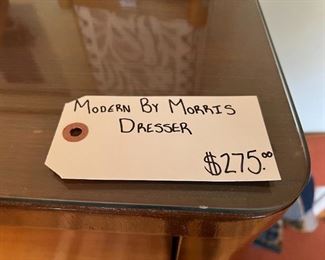 Modern By Morris
Dresser
$275.00